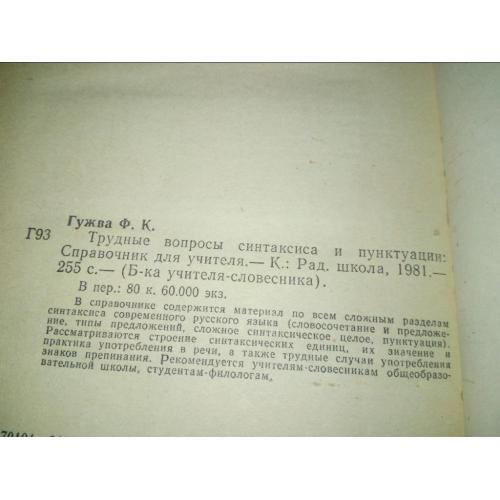 Гужва Ф. К.
Г93
Трудные вопросы синтаксиса и пунктуации:
Справочник для учителя.— К.: Рад. школа, 1981.—
255 с.— (Б-ка учителя-словесника).
В пер.: 80 к. 60.000 экз.
В справочнике содержится материал по всем сложным разделам
синтаксиса современного русского языка (словосочетание и предложе-
ние, типы предложений, сложное синтаксическое целое, пунктуация).
Рассматриваются строение синтаксических единиц, их значение и
практика употребления в речи, а также трудные случаи употребления
знаков препинания. Рекомендуется учителям-словесникам общеобразо-
вательной школы, студентам-филологам.